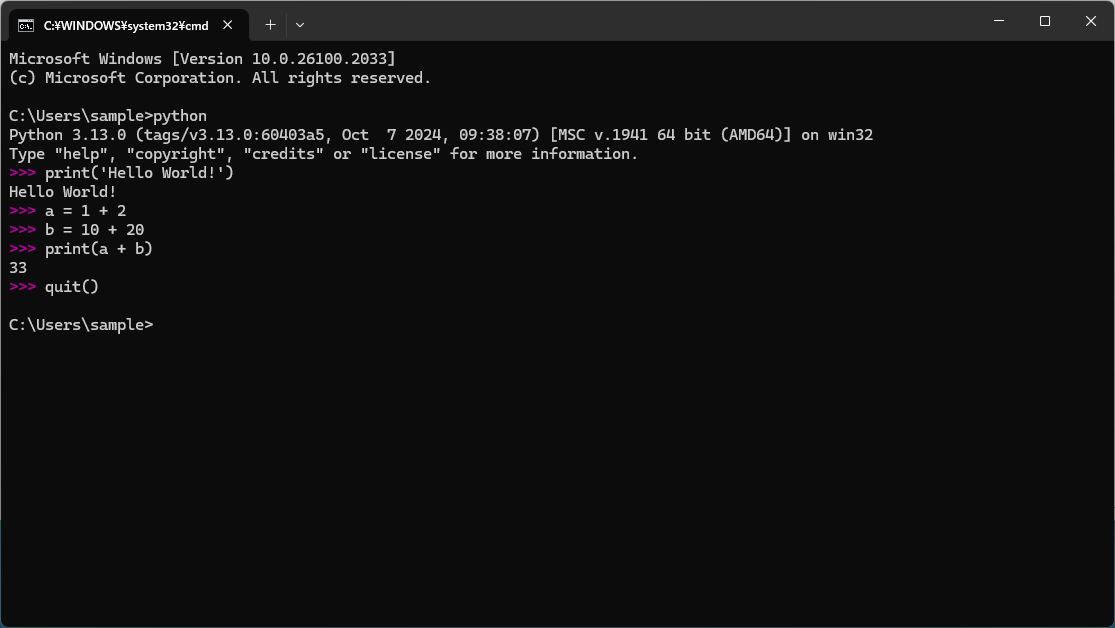 C:¥WINDOWS¥system32¥cmd
Microsoft Windows [Version 10.0.26100.2033]
(c) Microsoft Corporation. All rights reserved.
C:\Users\sample>python
Python 3.13.0 (tags/v3.13.0:60403a5, Oct  7 2024, 09:38:07) [MSC v.1941 64 bit (AMD64)] on win32
Type "help", "copyright", "credits" or "license" for more information.
>>> print('Hello World!')
Hello World!
>>> a = 1 + 2
>>> b = 10 + 20
>>> print(a + b)
33
>>> quit()
C:\Users\sample>